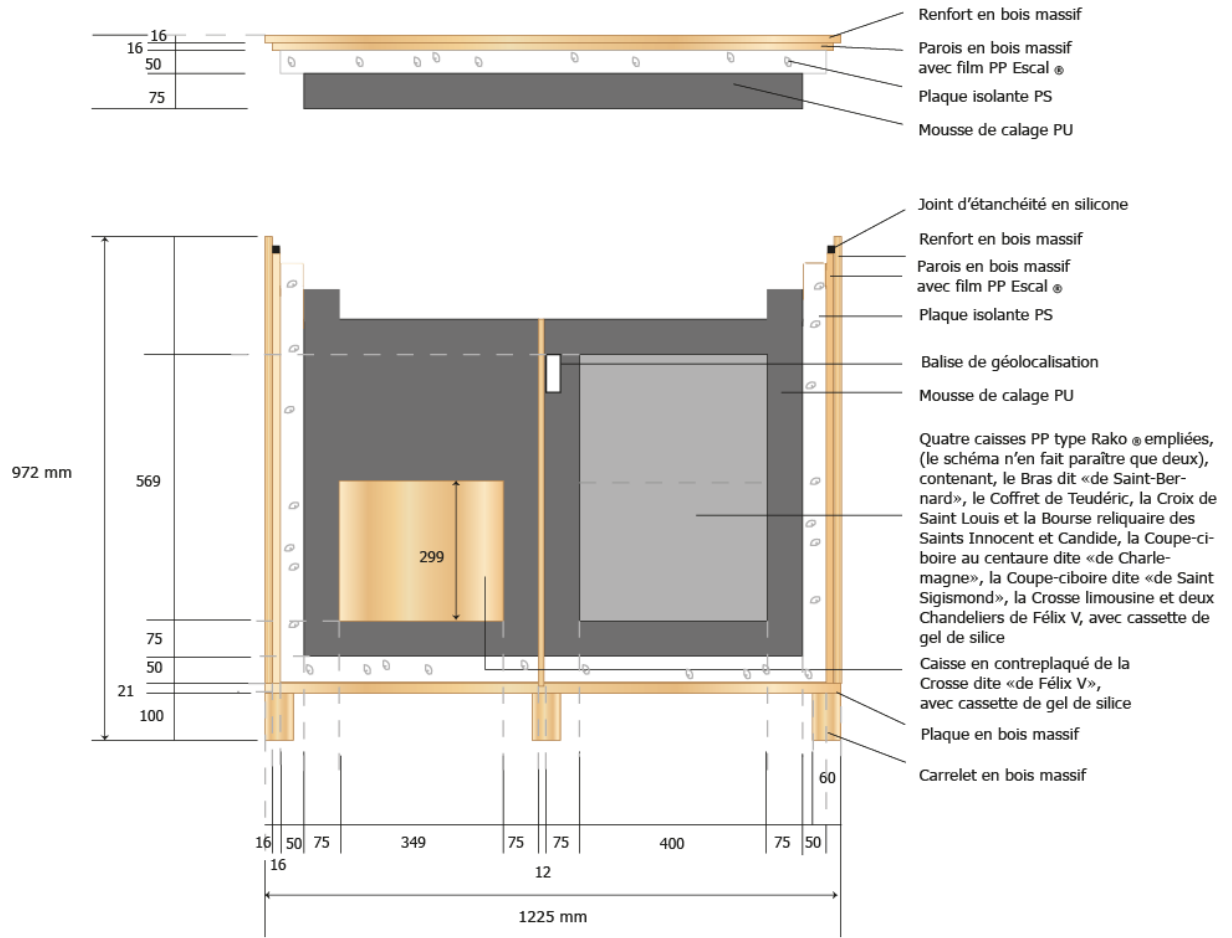 16
16
50
75
Renfort en bois massif
Parois en bois massif
avec film PP Escal ®
Plaque isolante PS
Mousse de calage PU
Joint d'étanchéité en silicone
Renfort en bois massif
Parois en bois massif
avec film PP Escal ®
Plaque isolante PS
Balise de géolocalisation
Mousse de calage PU
Quatre caisses PP type Rako ® empliées,
(le schéma n'en fait paraître que deux),
contenant, le Bras dit «de Saint-Ber-
nard», le Coffret de Teudéric, la Croix de
Saint Louis et la Bourse reliquaire des
Saints Innocent et Candide, la Coupe-ci-
boire au centaure dite «de Charle-
magne», la Coupe-ciboire dite «de Saint
Sigismond», la Crosse limousine et deux
Chandeliers de Félix V, avec cassette de
gel de silice
Caisse en contreplaqué de la
Crosse dite «de Félix V»,
avec cassette de gel de silice
Plaque en bois massif
Carrelet en bois massif
972 mm
569
299
75
50
21
100
60
16 50 75 349 75 75 400 75 50
16
12
1225 mm